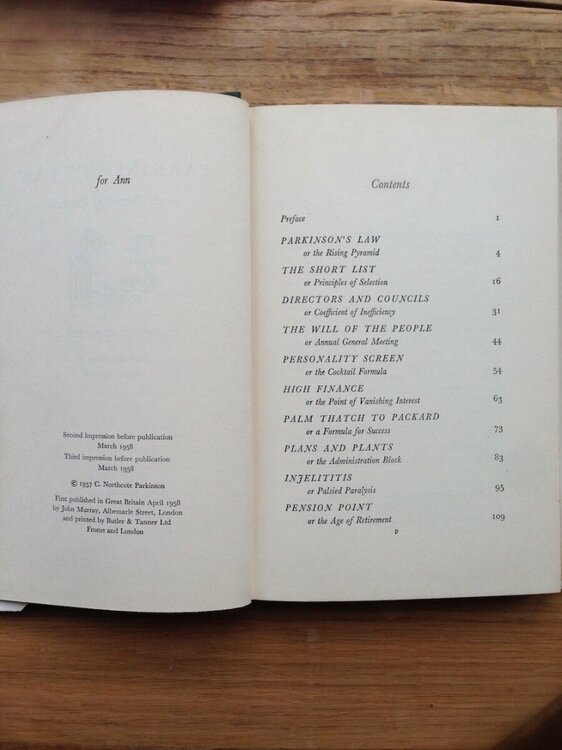 for Ann
Second impression before publication
March 1958
Third impression before publication
March 1958
© 1957 C. Northcote Parkinson
First published in Great Britain April 1958
by John Murray, Albemarle Street, London
and printed by Butler & Tanner Ltd
Frome and London
Contents
Preface 1
PARKINSON'S LAW
or the Rising Pyramid 4
THE SHORT LIST
or Principles of Selection 16
DIRECTORS AND COUNCILS
or Coefficient of Inefficiency 31
THE WILL OF THE PEOPLE
or Annual General Meeting 44
PERSONALITY SCREEN
or the Cocktail Formula 54
HIGH FINANCE
or the Point of Vanishing Interest 63
PALM THATCH TO PACKARD
or a Formula for Success 73
PLANS AND PLANTS
or the Administration Block 83
INJELITITIS
or Palsied Paralysis 95
PENSION POINT
or the Age of Retirement 109
v